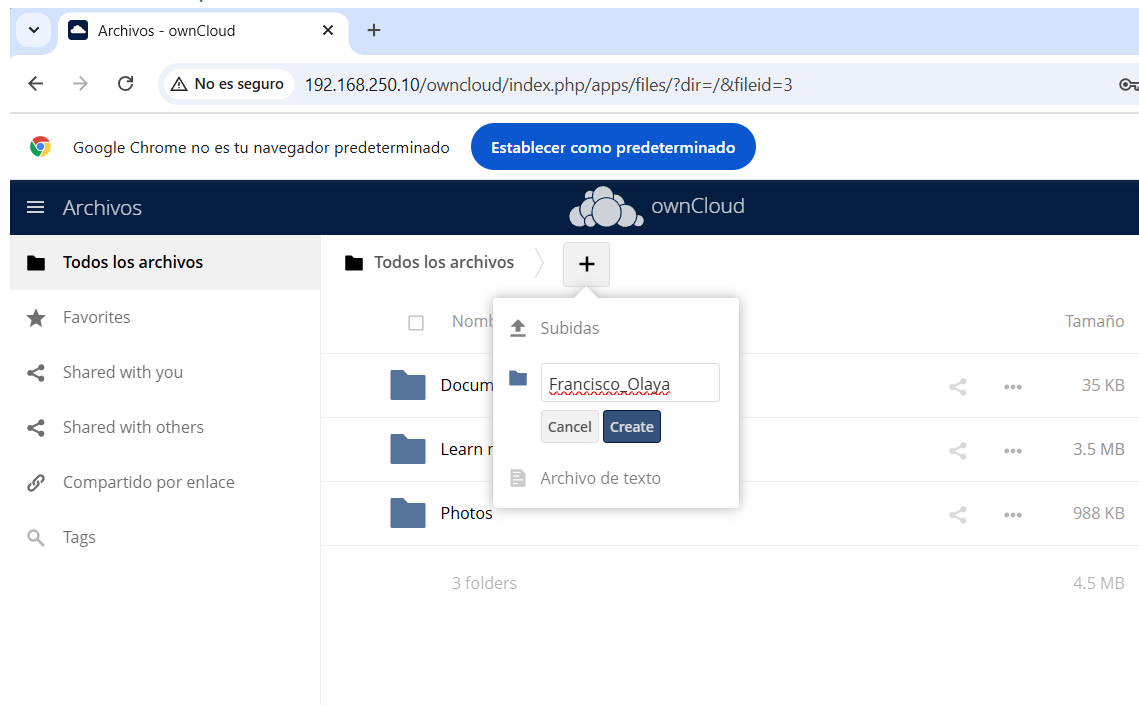 Archivos - ownCloud
No es seguro 192.168.250.10/owncloud/index.php/apps/files/?dir=/&fileid=3
Google Chrome no es tu navegador predeterminado Establecer como predeterminado
Archivos ownCloud
Todos los archivos
Favorites
Shared with you
Shared with others
Compartido por enlace
Tags
Todos los archivos
Tamaño
Subidas
Francisco_Olaya
Cancel Create
Archivo de texto
35 KB
Learn 3.5 MB
Photos 988 KB
3 folders 4.5 MB